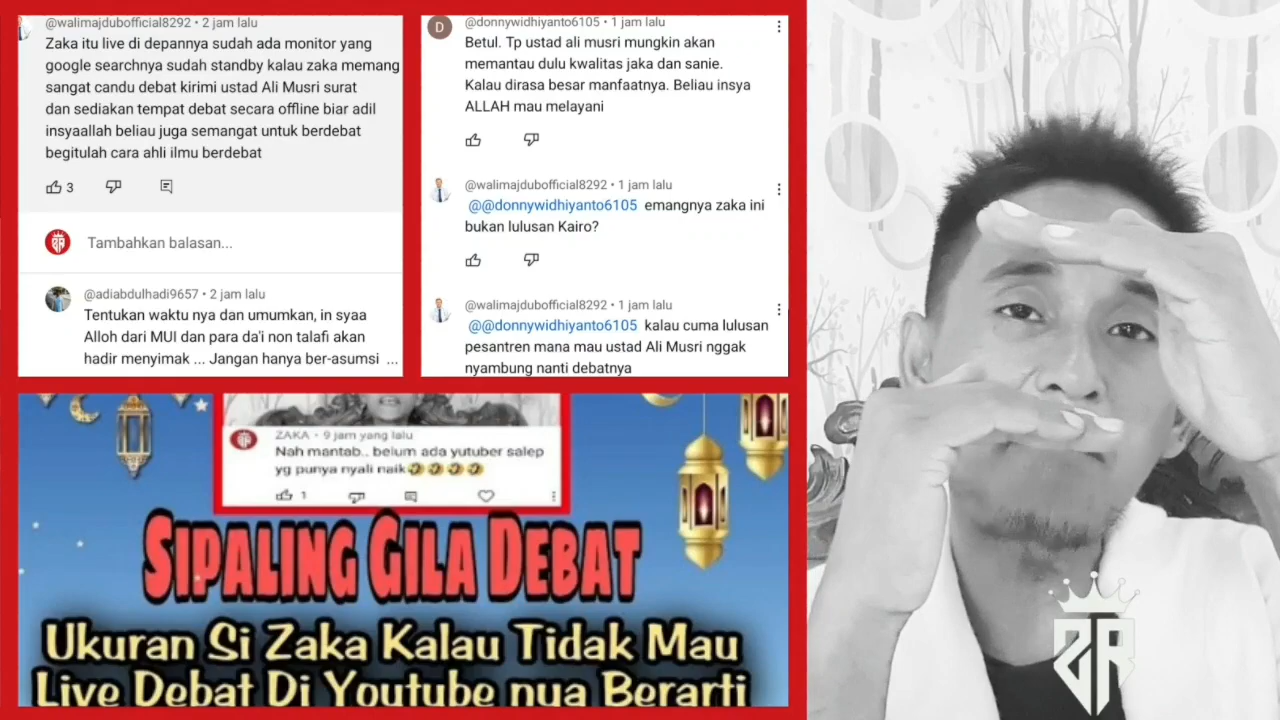 @walimajdubofficial8292 • 2 jam lalu
Zaka itu live di depannya sudah ada monitor yang
google searchnya sudah standby kalau zaka memang
sangat candu debat kirimi ustad Ali Musri surat
dan sediakan tempat debat secara offline biar adil
insyaallah beliau juga semangat untuk berdebat
begitulah cara ahli ilmu berdebat
3
Tambahkan balasan...
@adiabdulhadi9657 • 2 jam lalu
Tentukan waktu nya dan umumkan, in syaa
Alloh dari MUI dan para da'i non talafi akan
hadir menyimak ... Jangan hanya ber-asumsi ...
D
@donnywidhiyanto6105 • 1 jam lalu
Betul. Tp ustad ali musri mungkin akan
memantau dulu kwalitas jaka dan sanie.
Kalau dirasa besar manfaatnya. Beliau insya
ALLAH mau melayani
@walimajdubofficial8292 • 1 jam lalu
@@donnywidhiyanto6105 emangnya zaka ini
bukan lulusan Kairo?
@walimajdubofficial8292 • 1 jam lalu
@@donnywidhiyanto6105 kalau cuma lulusan
pesantren mana mau ustad Ali Musri nggak
nyambung nanti debatnya
ZAKA • 9 jam yang lalu
Nah mantab.. belum ada yutuber salep
yg punya nyali naik🤣🤣🤣🤣
1
SIPALING GILA DEBAT
Ukuran Si Zaka Kalau Tidak Mau
Live Debat Di Youtube nya Berarti
ZR